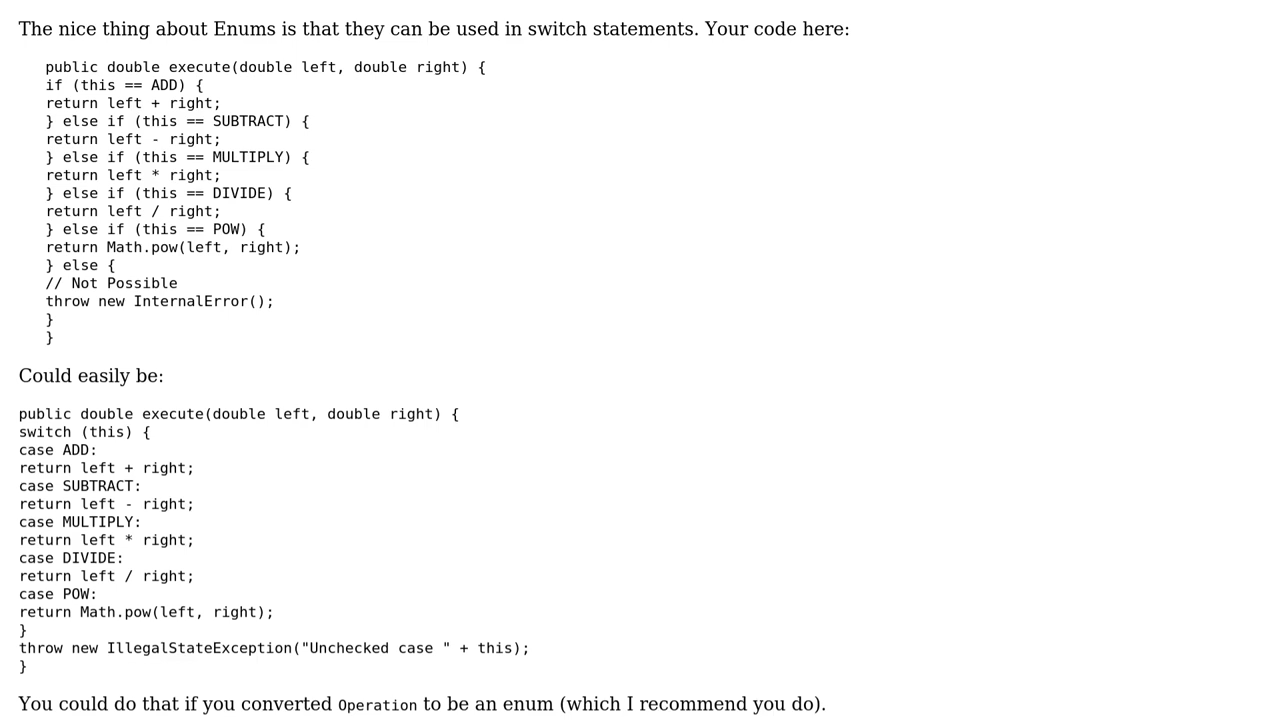 The nice thing about Enums is that they can be used in switch statements. Your code here:
public double execute(double left, double right) {
if (this == ADD) {
return left + right;
} else if (this == SUBTRACT) {
return left - right;
} else if (this == MULTIPLY) {
return left * right;
} else if (this == DIVIDE) {
return left / right;
} else if (this == POW) {
return Math.pow(left, right);
} else {
// Not Possible
throw new InternalError();
}
}
Could easily be:
public double execute(double left, double right) {
switch (this) {
case ADD:
return left + right;
case SUBTRACT:
return left - right;
case MULTIPLY:
return left * right;
case DIVIDE:
return left / right;
case POW:
return Math.pow(left, right);
}
throw new IllegalStateException("Unchecked case " + this);
}
You could do that if you converted Operation to be an enum (which I recommend you do).